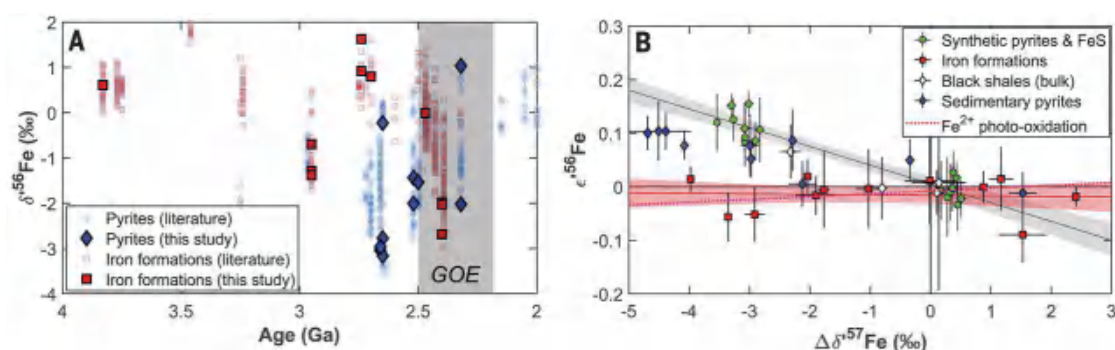 A
2
1
0
-1
-2
-3
-4
δ'⁵⁶Fe (‰)
Pyrites (literature)
Pyrites (this study)
Iron formations (literature)
Iron formations (this study)
GOE
4
3.5
3
2.5
2
Age (Ga)
B
0.3
0.2
0.1
0
-0.1
-0.2
ε'⁵⁶Fe
Synthetic pyrites & FeS
Iron formations
Black shales (bulk)
Sedimentary pyrites
Fe²⁺ photo-oxidation
-5
-4
-3
-2
-1
0
1
2
3
Δδ'⁵⁷Fe (‰)